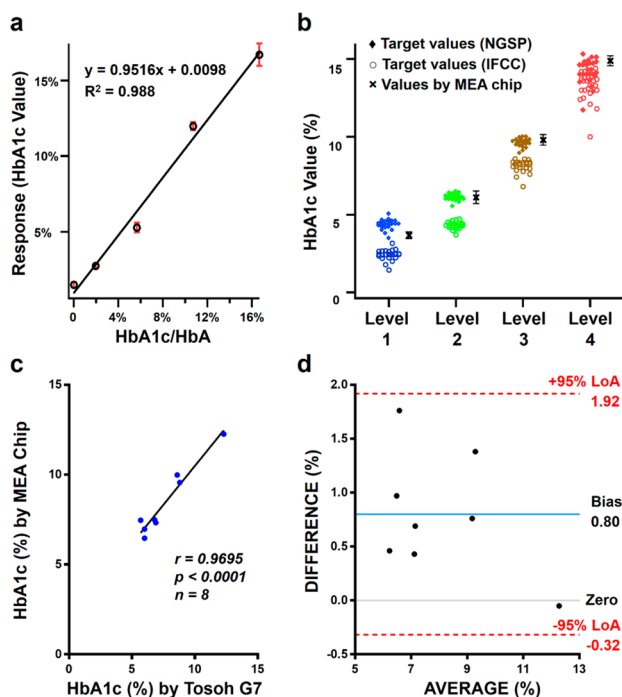 a
y = 0.9516x + 0.0098
R² = 0.988
Response (HbA1c Value)
15%
10%
5%
0 4% 8% 12% 16%
HbA1c/HbA
b
Target values (NGSP)
Target values (IFCC)
Values by MEA chip
HbA1c Value (%)
15
10
5
0
Level 1
Level 2
Level 3
Level 4
c
HbA1c (%) by MEA Chip
15
10
5
0
r = 0.9695
p < 0.0001
n = 8
0 5 10 15
HbA1c (%) by Tosoh G7
d
DIFFERENCE (%)
2.0
1.5
1.0
0.5
0.0
-0.5
+95% LoA
1.92
Bias
0.80
Zero
-95% LoA
-0.32
5 7 9 11 13
AVERAGE (%)